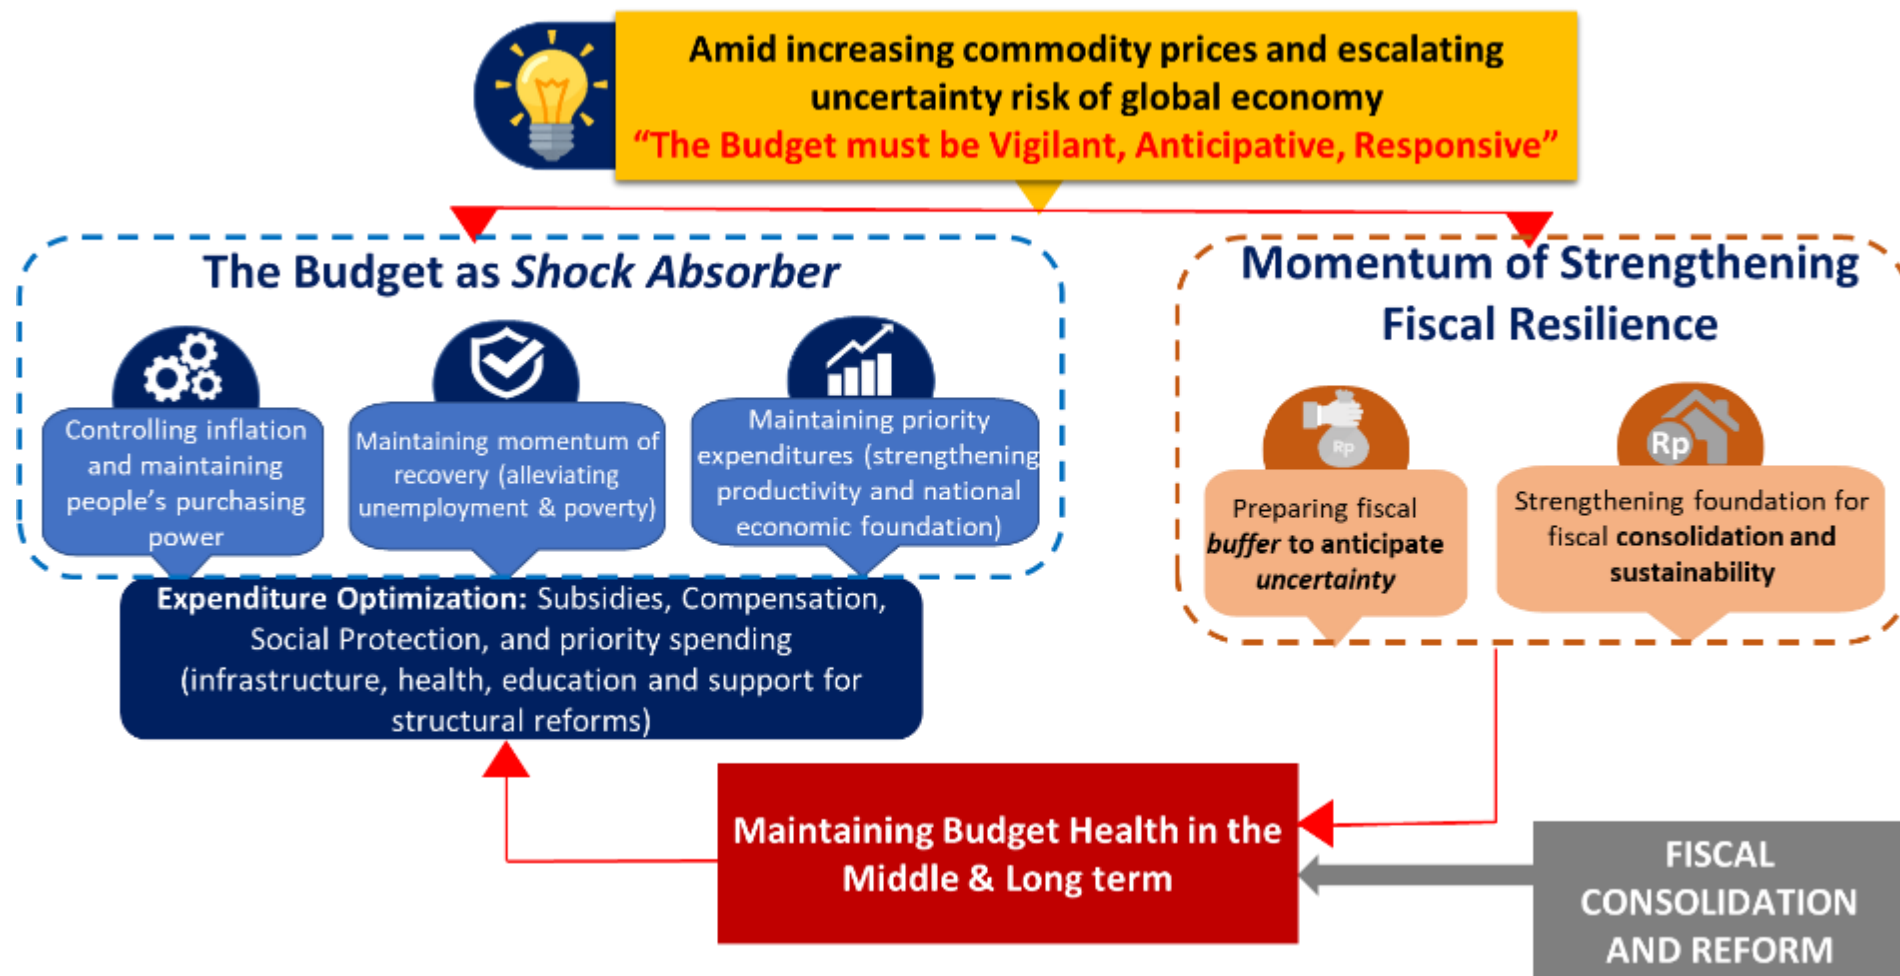 Amid increasing commodity prices and escalating
uncertainty risk of global economy
“The Budget must be Vigilant, Anticipative, Responsive”
The Budget as Shock Absorber
Controlling inflation
and maintaining
people’s purchasing
power
Maintaining momentum of
recovery (alleviating
unemployment & poverty)
Maintaining priority
expenditures (strengthening
productivity and national
economic foundation)
Expenditure Optimization: Subsidies, Compensation,
Social Protection, and priority spending
(infrastructure, health, education and support for
structural reforms)
Momentum of Strengthening
Fiscal Resilience
Rp
Preparing fiscal
buffer to anticipate
uncertainty
Rp
Strengthening foundation for
fiscal consolidation and
sustainability
Maintaining Budget Health in the
Middle & Long term
FISCAL
CONSOLIDATION
AND REFORM